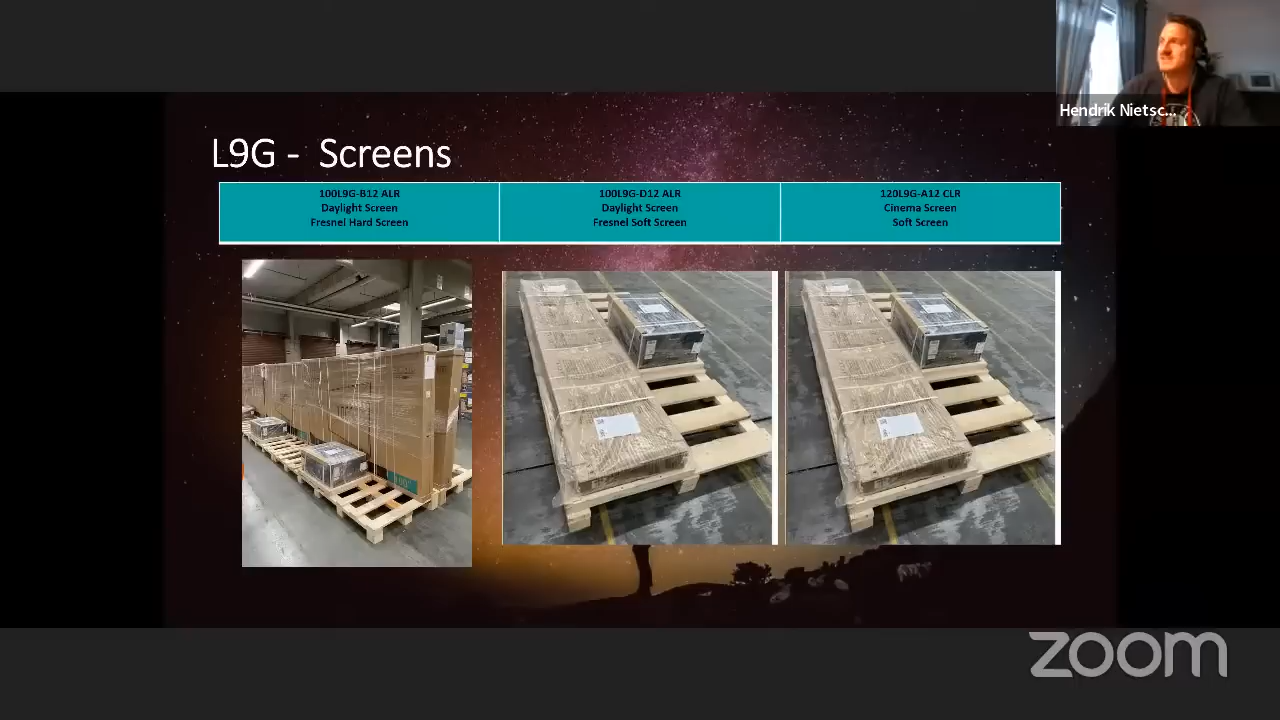 Hendrik Nietsc...
L9G - Screens
100L9G-B12 ALR
Daylight Screen
Fresnel Hard Screen
100L9G-D12 ALR
Daylight Screen
Fresnel Soft Screen
120L9G-A12 CLR
Cinema Screen
Soft Screen
zoom